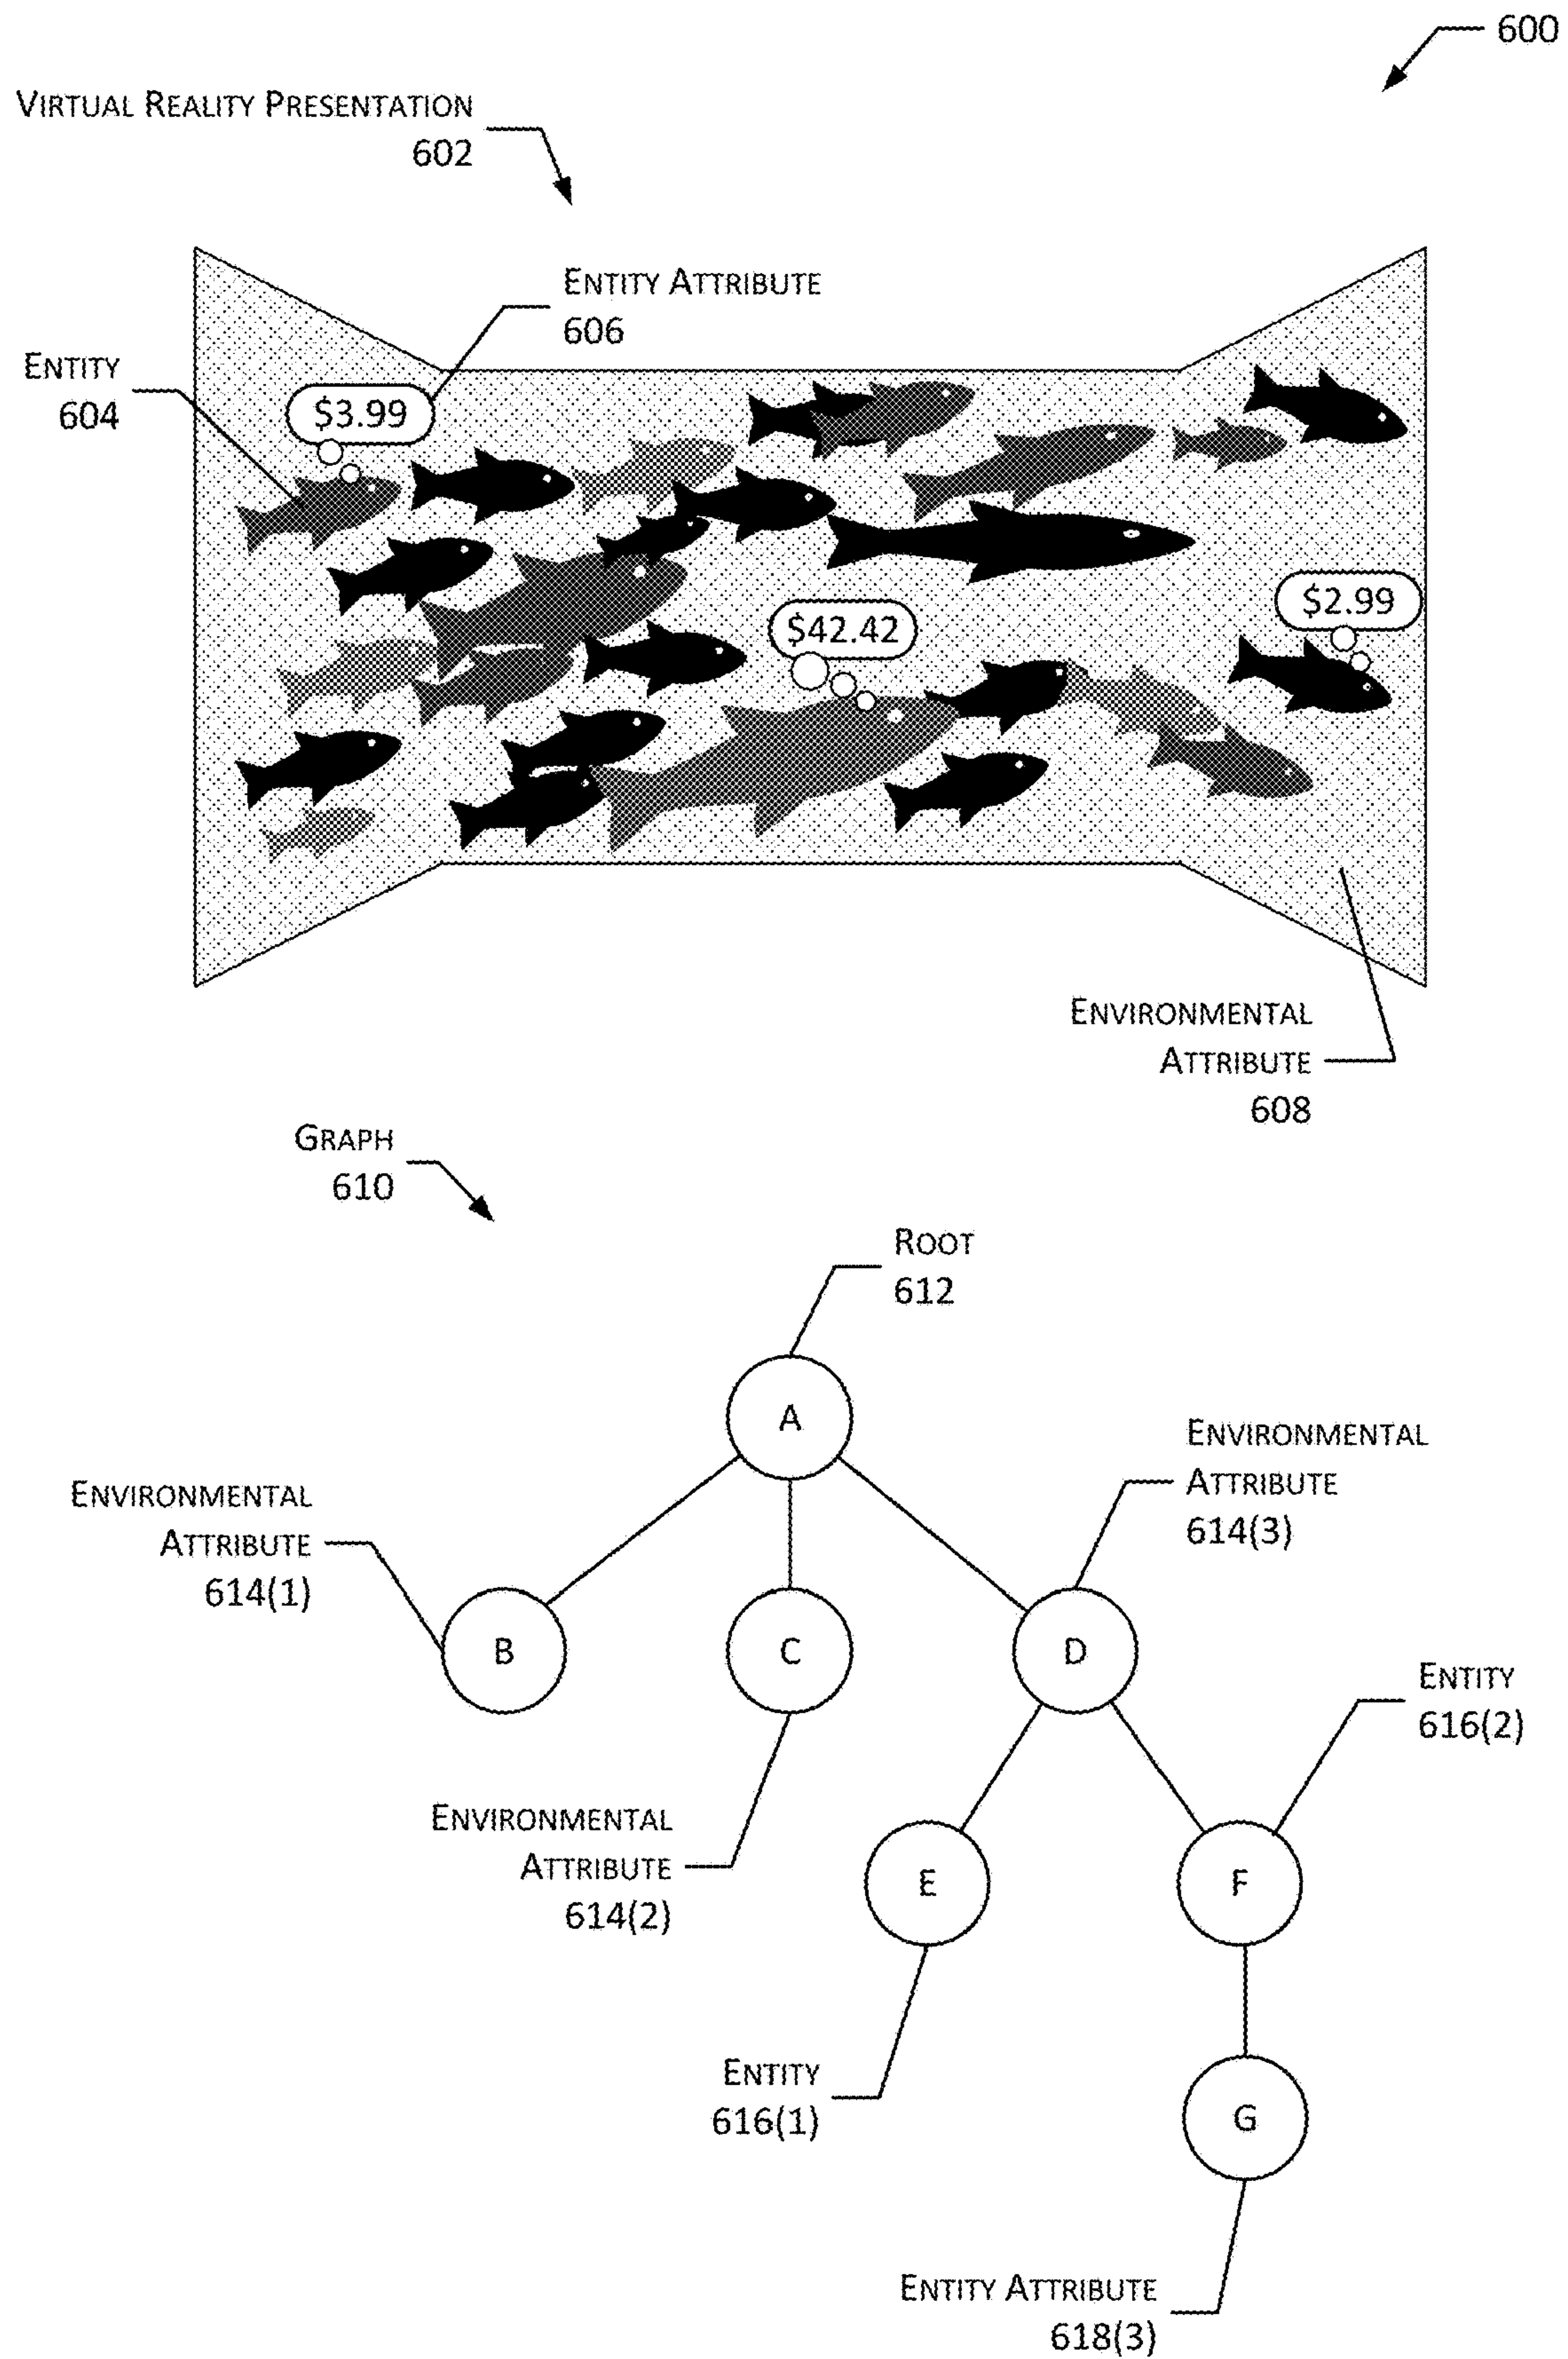 600
VIRTUAL REALITY PRESENTATION
602
ENTITY ATTRIBUTE
606
ENTITY
604
$3.99
$2.99
$42.42
ENVIRONMENTAL
ATTRIBUTE
608
GRAPH
610
ROOT
612
A
ENVIRONMENTAL
ATTRIBUTE
614(3)
ENVIRONMENTAL
ATTRIBUTE
614(1)
B
C
D
ENTITY
616(2)
ENVIRONMENTAL
ATTRIBUTE
614(2)
E
F
ENTITY
616(1)
G
ENTITY ATTRIBUTE
618(3)